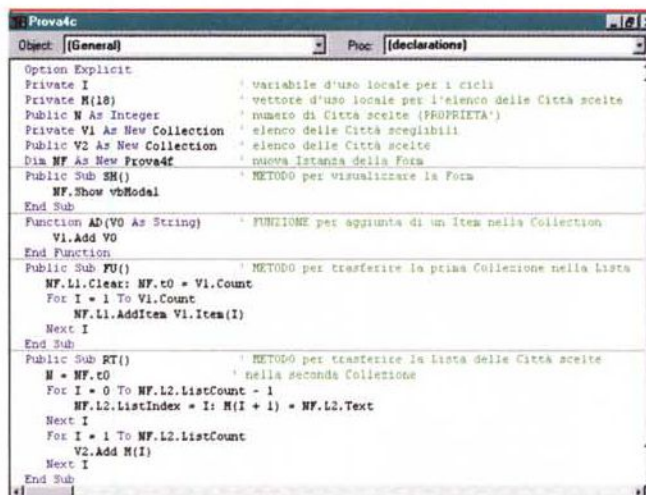 Prova4c
Object: (General) Proc: (declarations)
Option Explicit
Private I ' variabile d'uso locale per i cicli
Private M(18) ' vettore d'uso locale per l'elenco delle Città scelte
Public N As Integer ' numero di Città scelte (PROPRIETA')
Private V1 As New Collection ' elenco delle Città sceglibili
Public V2 As New Collection ' elenco delle Città scelte
Dim NF As New Prova4f ' nuova Istanza della Form
Public Sub SH() ' METODO per visualizzare la Form
NF.Show vbModal
End Sub
Function AD(V0 As String) ' FUNZIONE per aggiunta di un Item nella Collection
V1.Add V0
End Function
Public Sub FU() ' METODO per trasferire la prima Collezione nella Lista
NF.L1.Clear: NF.t0 = V1.Count
For I = 1 To V1.Count
NF.L1.AddItem V1.Item(I)
Next I
End Sub
Public Sub RT() ' METODO per trasferire la Lista delle Città scelte
N = NF.t0 ' nella seconda Collezione
For I = 0 To NF.L2.ListCount - 1
NF.L2.ListIndex = I: M(I + 1) = NF.L2.Text
Next I
For I = 1 To NF.L2.ListCount
V2.Add M(I)
Next I
End Sub